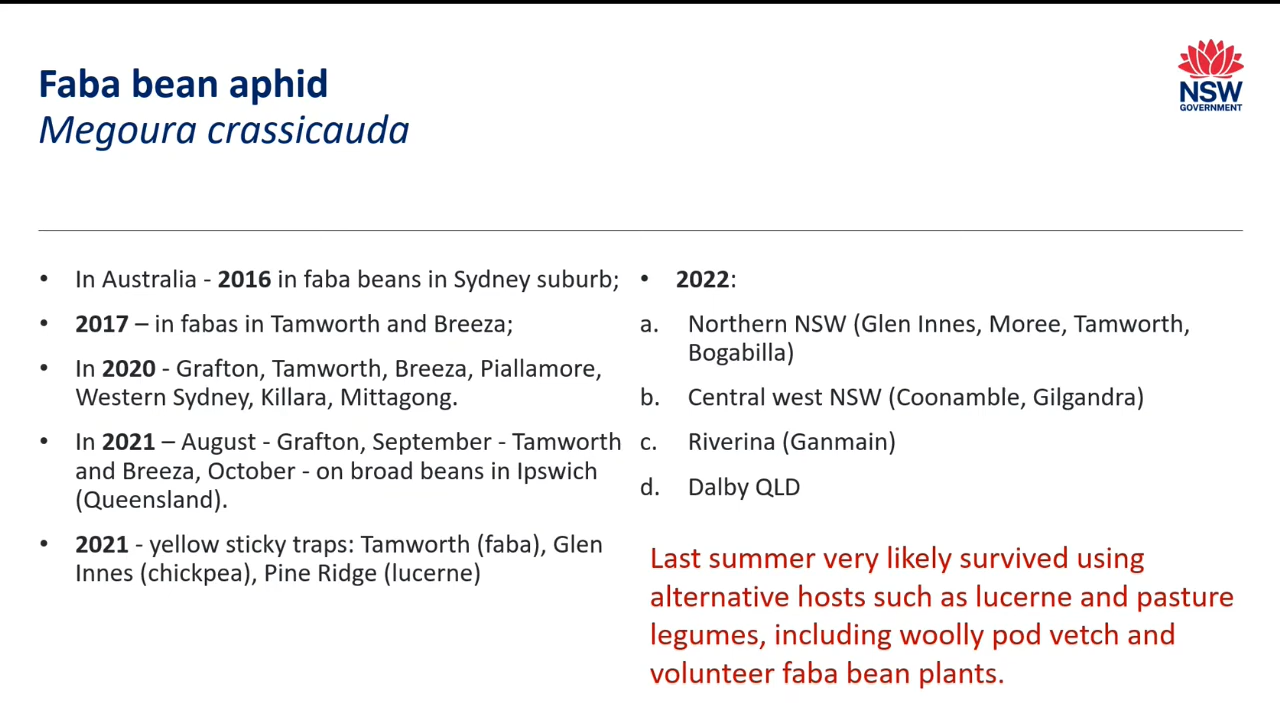 Faba bean aphid
Megoura crassicauda
NSW
GOVERNMENT
• In Australia - 2016 in faba beans in Sydney suburb;
• 2017 – in fabas in Tamworth and Breeza;
• In 2020 - Grafton, Tamworth, Breeza, Piallamore,
Western Sydney, Killara, Mittagong.
• In 2021 – August - Grafton, September - Tamworth
and Breeza, October - on broad beans in Ipswich
(Queensland).
• 2021 - yellow sticky traps: Tamworth (faba), Glen
Innes (chickpea), Pine Ridge (lucerne)
• 2022:
a. Northern NSW (Glen Innes, Moree, Tamworth,
Bogabilla)
b. Central west NSW (Coonamble, Gilgandra)
c. Riverina (Ganmain)
d. Dalby QLD
Last summer very likely survived using
alternative hosts such as lucerne and pasture
legumes, including woolly pod vetch and
volunteer faba bean plants.